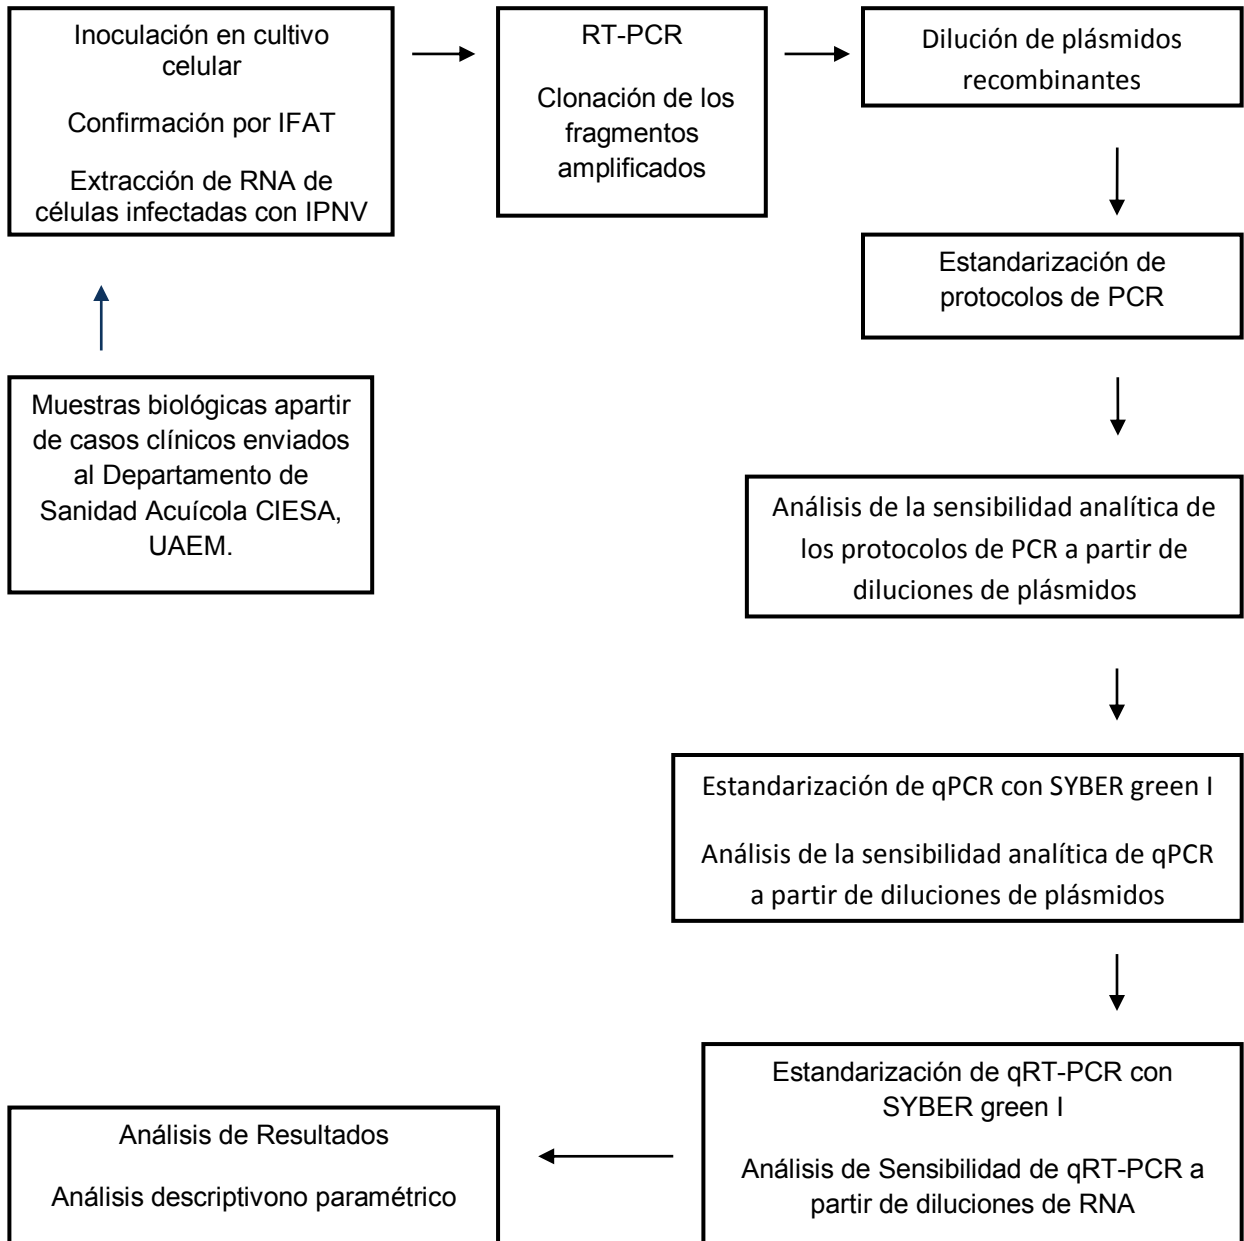 Inoculación en cultivo
celular
Confirmación por IFAT
Extracción de RNA de
células infectadas con IPNV
RT-PCR
Clonación de los
fragmentos
amplificados
Dilución de plásmidos
recombinantes
Estandarización de
protocolos de PCR
Muestras biológicas apartir
de casos clínicos enviados
al Departamento de
Sanidad Acuícola CIESA,
UAEM.
Análisis de la sensibilidad analítica de
los protocolos de PCR a partir de
diluciones de plásmidos
Estandarización de qPCR con SYBER green I
Análisis de la sensibilidad analítica de qPCR
a partir de diluciones de plásmidos
Estandarización de qRT-PCR con
SYBER green I
Análisis de Sensibilidad de qRT-PCR a
partir de diluciones de RNA
Análisis de Resultados
Análisis descriptivono paramétrico